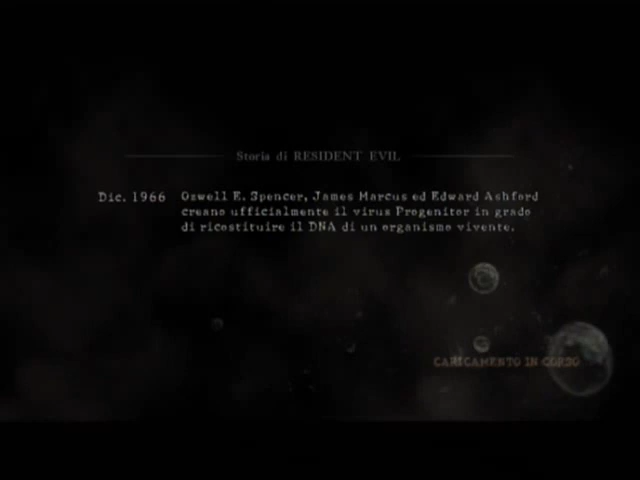 Storia di RESIDENT EVIL
Dic. 1966 Ozwell E. Spencer, James Marcus ed Edward Ashford
creano ufficialmente il virus Progenitor in grado
di ricostituire il DNA di un organismo vivente.
CARICAMENTO IN CORSO...